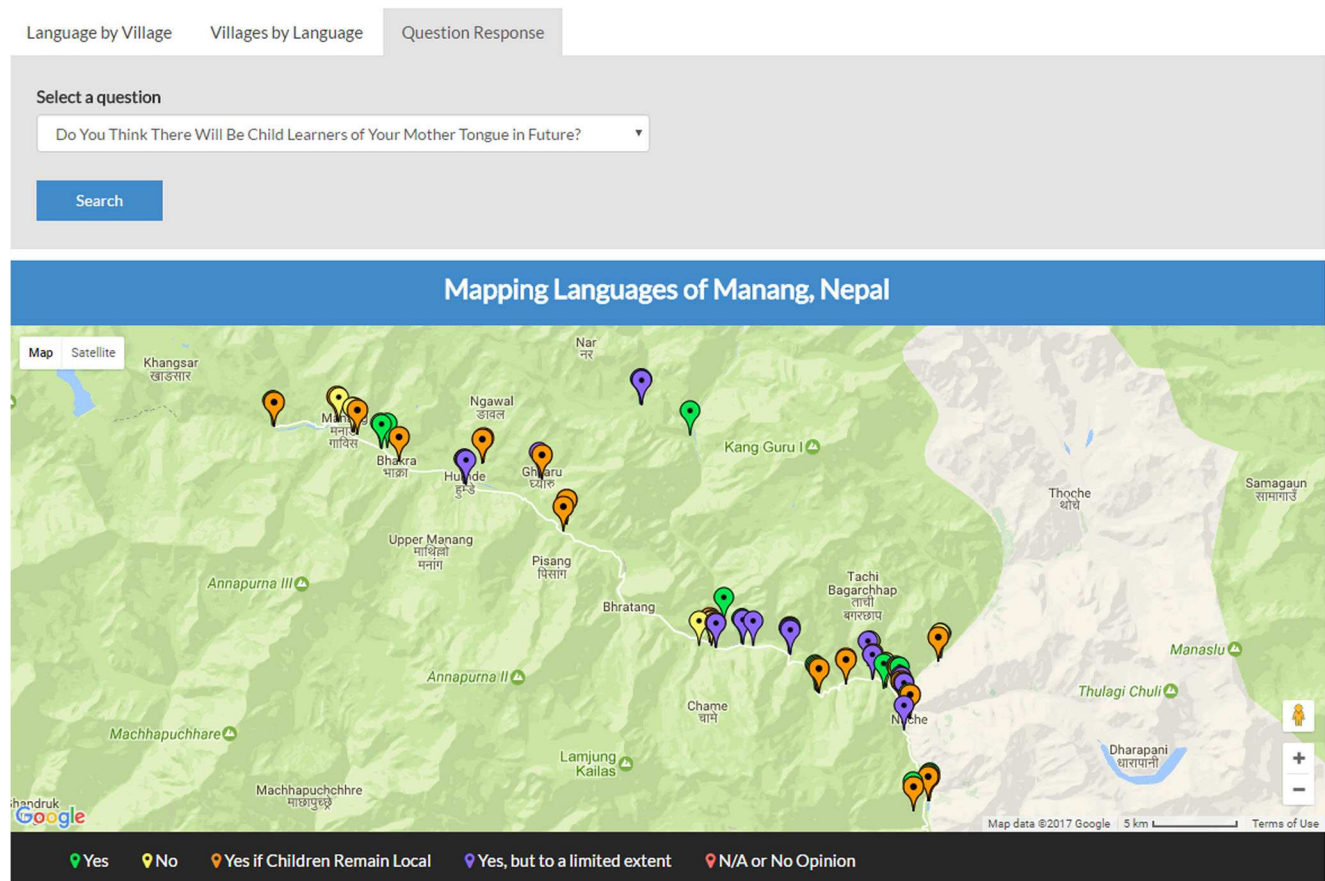 Language by Village
Villages by Language
Question Response
Select a question
Do You Think There Will Be Child Learners of Your Mother Tongue in Future?
Search
Mapping Languages of Manang, Nepal
Map
Satellite
Khangsar
खाङसार
Nar
नर
Ngawal
डावल
मनाङ
गाविस
Bhakra
भाक्रा
हुम्डे
घ्यारु
Kang Guru I
Thoche
थोचे
Samagaun
सामागाउँ
Upper Manang
माथिल्लो
मनांग
Pisang
पिसांग
Annapurna III
Bhratang
Tachi
Bagarchhap
ताची
बगरछाप
Manaslu
Annapurna II
Thulagi Chuli
Chame
चामे
Machhapuchhare
Lamjung
Kailas
Dharapani
धारापानी
Machhapuchchhre
माछापुच्छ्रे
Google
Map data ©2017 Google
5 km
Terms of Use
Yes
No
Yes if Children Remain Local
Yes, but to a limited extent
N/A or No Opinion